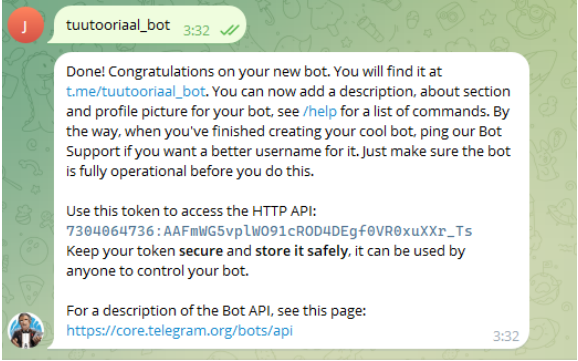 J
tuutooriaal_bot 3:32
Done! Congratulations on your new bot. You will find it at
t.me/tuutooriaal_bot. You can now add a description, about section
and profile picture for your bot, see /help for a list of commands. By
the way, when you've finished creating your cool bot, ping our Bot
Support if you want a better username for it. Just make sure the bot
is fully operational before you do this.
Use this token to access the HTTP API:
7304064736:AAFmWG5vplWO91cROD4DEgf0VR0xuXXr_Ts
Keep your token secure and store it safely, it can be used by
anyone to control your bot.
For a description of the Bot API, see this page:
https://core.telegram.org/bots/api
3:32